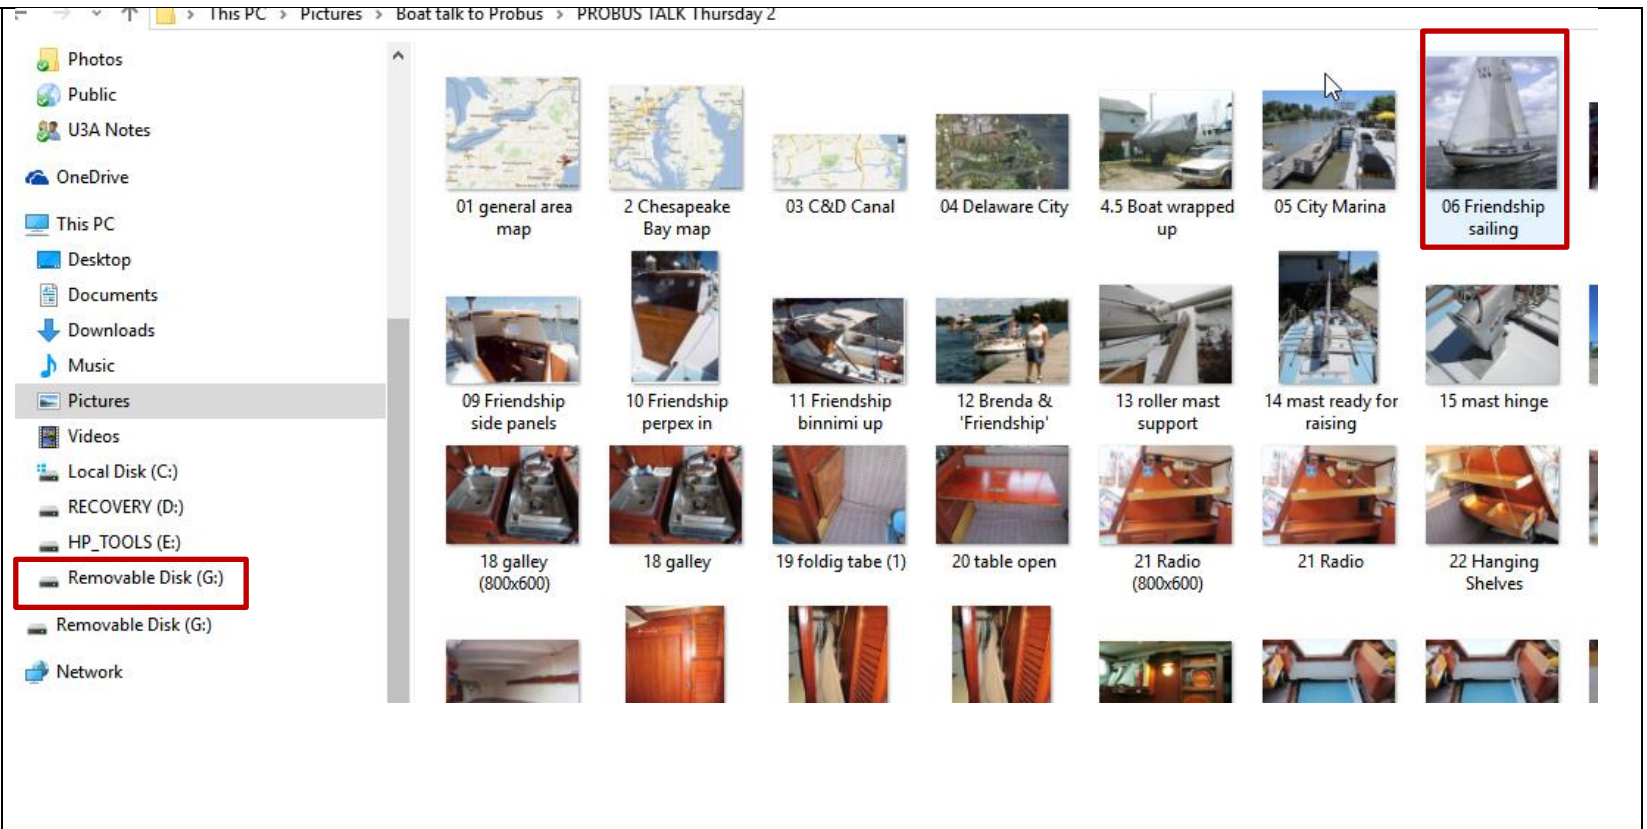 This PC > Pictures > Boat talk to Probus > PROBUS TALK Thursday 2
Photos
Public
U3A Notes
OneDrive
This PC
Desktop
Documents
Downloads
Music
Pictures
Videos
Local Disk (C:)
RECOVERY (D:)
HP_TOOLS (E:)
Removable Disk (G:)
Removable Disk (G:)
Network
01 general area
map
2 Chesapeake
Bay map
03 C&D Canal
04 Delaware City
4.5 Boat wrapped
up
05 City Marina
06 Friendship
sailing
09 Friendship
side panels
10 Friendship
perpex in
11 Friendship
binnimi up
12 Brenda &
'Friendship'
13 roller mast
support
14 mast ready for
raising
15 mast hinge
18 galley
(800x600)
18 galley
19 foldig tabe (1)
20 table open
21 Radio
(800x600)
21 Radio
22 Hanging
Shelves